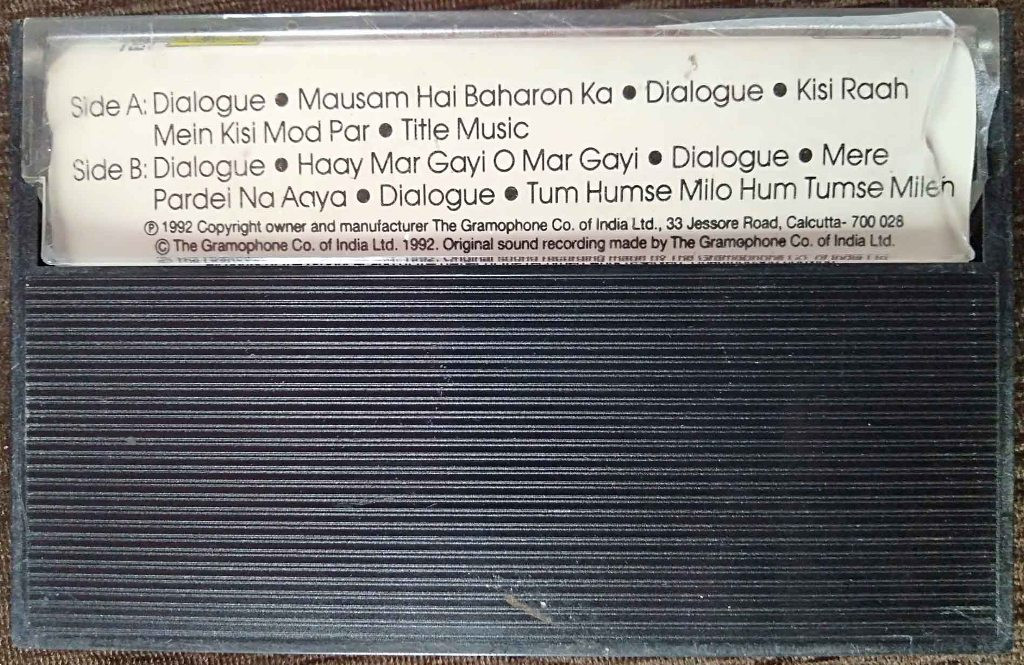 Side A: Dialogue • Mausam Hai Baharon Ka • Dialogue • Kisi Raah
Mein Kisi Mod Par • Title Music
Side B: Dialogue • Haay Mar Gayi O Mar Gayi • Dialogue • Mere
Pardei Na Aaya • Dialogue • Tum Humse Milo Hum Tumse Milen
℗ 1992 Copyright owner and manufacturer The Gramophone Co. of India Ltd., 33 Jessore Road, Calcutta- 700 028
© The Gramophone Co. of India Ltd. 1992. Original sound recording made by The Gramophone Co. of India Ltd.